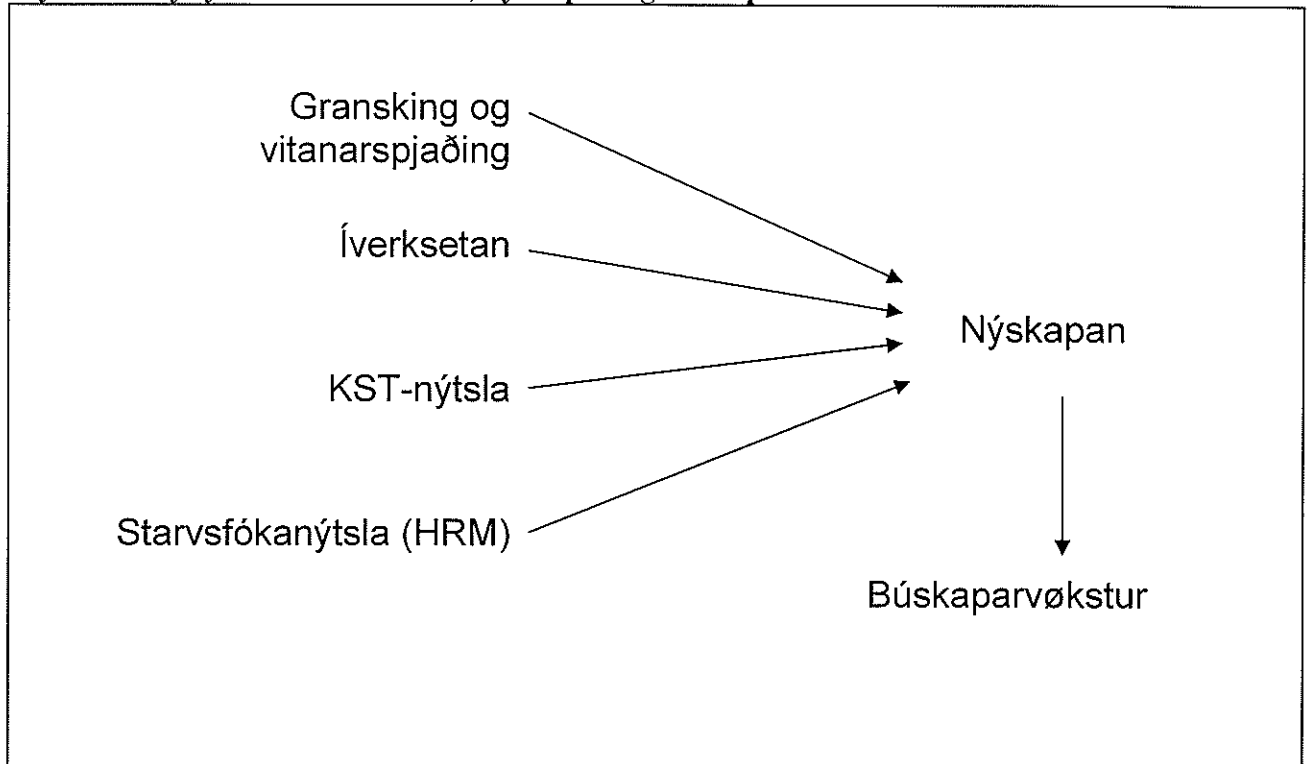 Gransking og
vitanarspjaðing
Íverksetan
KST-nýtsla
Starvsfókanýtsla (HRM)
Nýskapan
Búskaparvøkstur